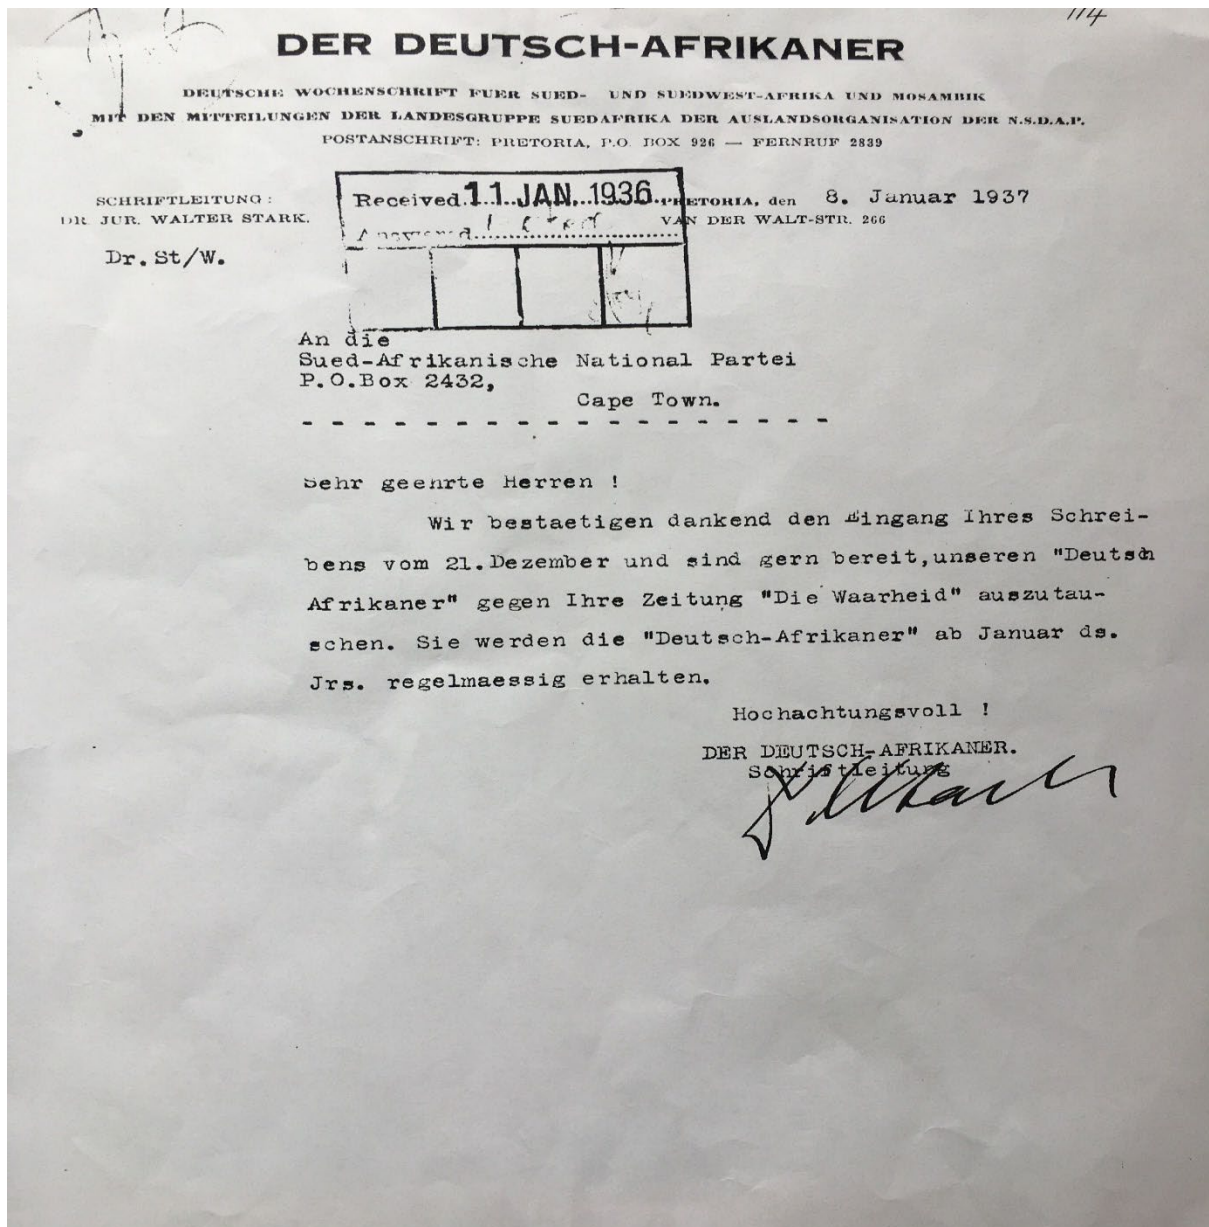 114
DER DEUTSCH-AFRIKANER
DEUTSCHE WOCHENSCHRIFT FUER SUED- UND SUEDWEST-AFRIKA UND MOSAMBIK
MIT DEN MITTEILUNGEN DER LANDESGRUPPE SUEDAFRIKA DER AUSLANDSORGANISATION DER N.S.D.A.P.
POSTANSCHRIFT: PRETORIA, P.O. BOX 926 — FERNRUF 2839
SCHRIFTLEITUNG:
DR. JUR. WALTER STARK.
Dr. St/W.
Received 11 JAN. 1936
Answered
PRETORIA, den 8. Januar 1937
VAN DER WALT-STR. 266
An die
Sued-Afrikanische National Partei
P.O.Box 2432,
Cape Town.
Sehr geehrte Herren !
Wir bestaetigen dankend den Eingang Ihres Schrei-
bens vom 21.Dezember und sind gern bereit,unseren "Deutsch
Afrikaner" gegen Ihre Zeitung "Die Waarheid" auszutau-
schen. Sie werden die "Deutsch-Afrikaner" ab Januar ds.
Jrs. regelmaessig erhalten.
Hochachtungsvoll !
DER DEUTSCH-AFRIKANER.
Schriftleitung